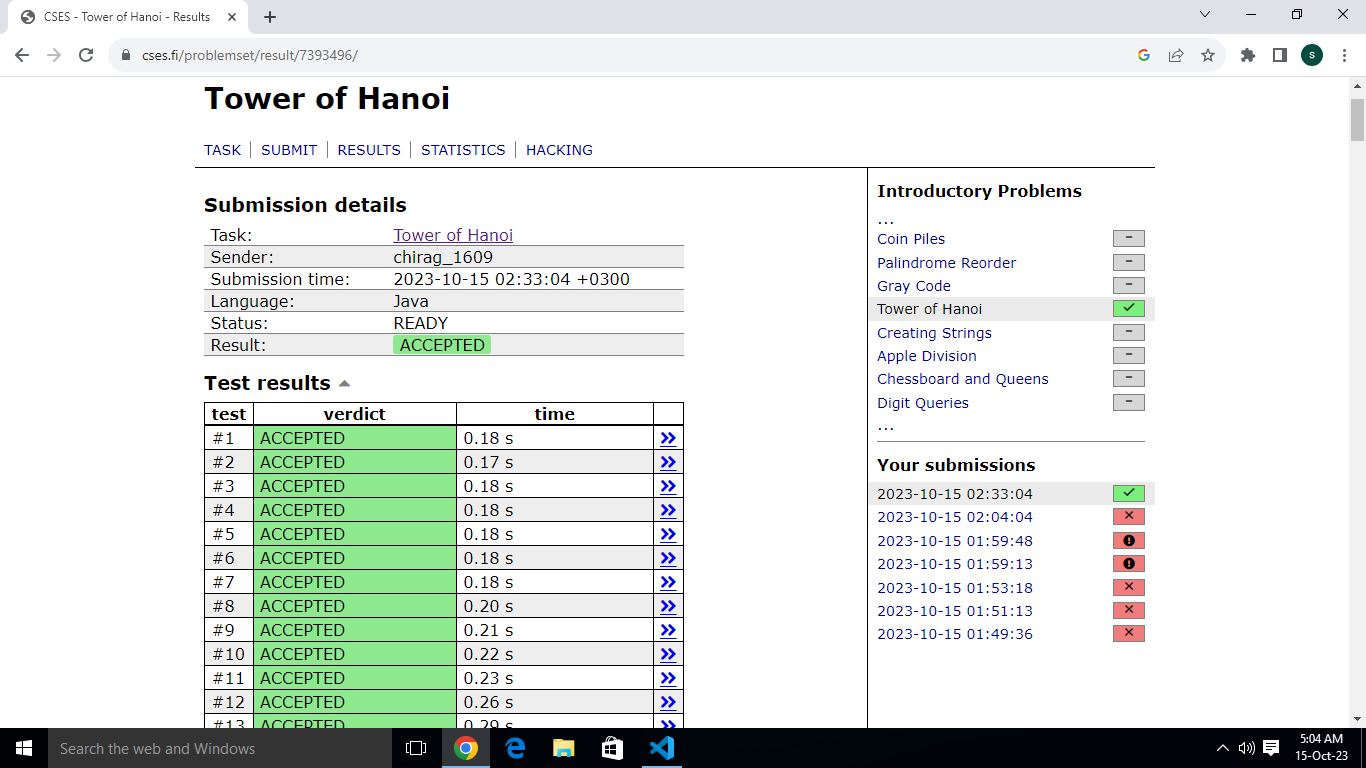 CSES - Tower of Hanoi - Results
cses.fi/problemset/result/7393496/
S
Tower of Hanoi
TASK SUBMIT RESULTS STATISTICS HACKING
Submission details
Task: Tower of Hanoi
Sender: chirag_1609
Submission time: 2023-10-15 02:33:04 +0300
Language: Java
Status: READY
Result: ACCEPTED
Test results
test verdict time
#1 ACCEPTED 0.18 s
#2 ACCEPTED 0.17 s
#3 ACCEPTED 0.18 s
#4 ACCEPTED 0.18 s
#5 ACCEPTED 0.18 s
#6 ACCEPTED 0.18 s
#7 ACCEPTED 0.18 s
#8 ACCEPTED 0.20 s
#9 ACCEPTED 0.21 s
#10 ACCEPTED 0.22 s
#11 ACCEPTED 0.23 s
#12 ACCEPTED 0.26 s
#13 ACCEPTED 0.29 s
Introductory Problems
...
Coin Piles
Palindrome Reorder
Gray Code
Tower of Hanoi
Creating Strings
Apple Division
Chessboard and Queens
Digit Queries
...
Your submissions
2023-10-15 02:33:04
2023-10-15 02:04:04
2023-10-15 01:59:48
2023-10-15 01:59:13
2023-10-15 01:53:18
2023-10-15 01:51:13
2023-10-15 01:49:36
Search the web and Windows
5:04 AM
15-Oct-23